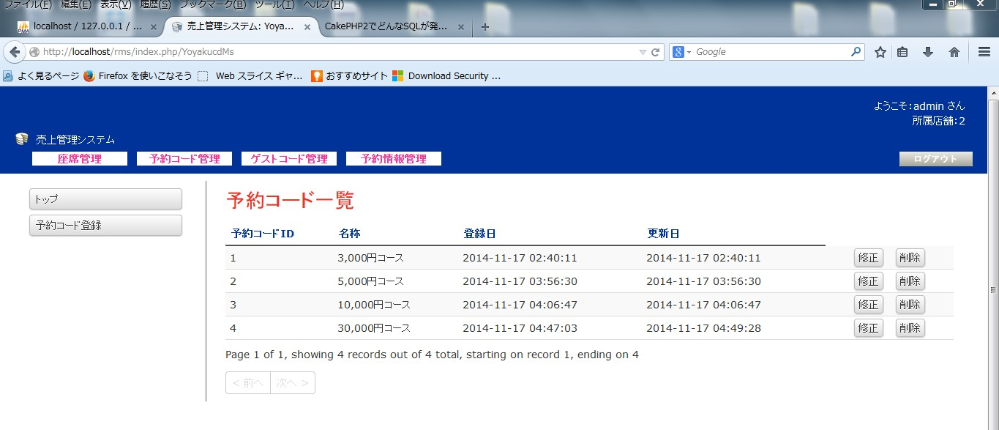 ファイル(F) 編集(E) 表示(V) 履歴(S) ブックマーク(B) ツール(T) ヘルプ(H)
localhost / 127.0.0.1 / ... × 売上管理システム: Yoya... × CakePHP2でどんなSQLが発... × +
http://localhost/rms/index.php/YoyakucdMs Google
よく見るページ Firefox を使いこなそう Web スライス ギャ... おすすめサイト Download Security ...
ようこそ:admin さん
所属店舗:2
売上管理システム
座席管理 予約コード管理 ゲストコード管理 予約情報管理 ログアウト
トップ
予約コード登録
予約コード一覧
予約コードID 名称 登録日 更新日
1 3,000円コース 2014-11-17 02:40:11 2014-11-17 02:40:11 修正 削除
2 5,000円コース 2014-11-17 03:56:30 2014-11-17 03:56:30 修正 削除
3 10,000円コース 2014-11-17 04:06:47 2014-11-17 04:06:47 修正 削除
4 30,000円コース 2014-11-17 04:47:03 2014-11-17 04:49:28 修正 削除
Page 1 of 1, showing 4 records out of 4 total, starting on record 1, ending on 4
< 前へ 次へ >